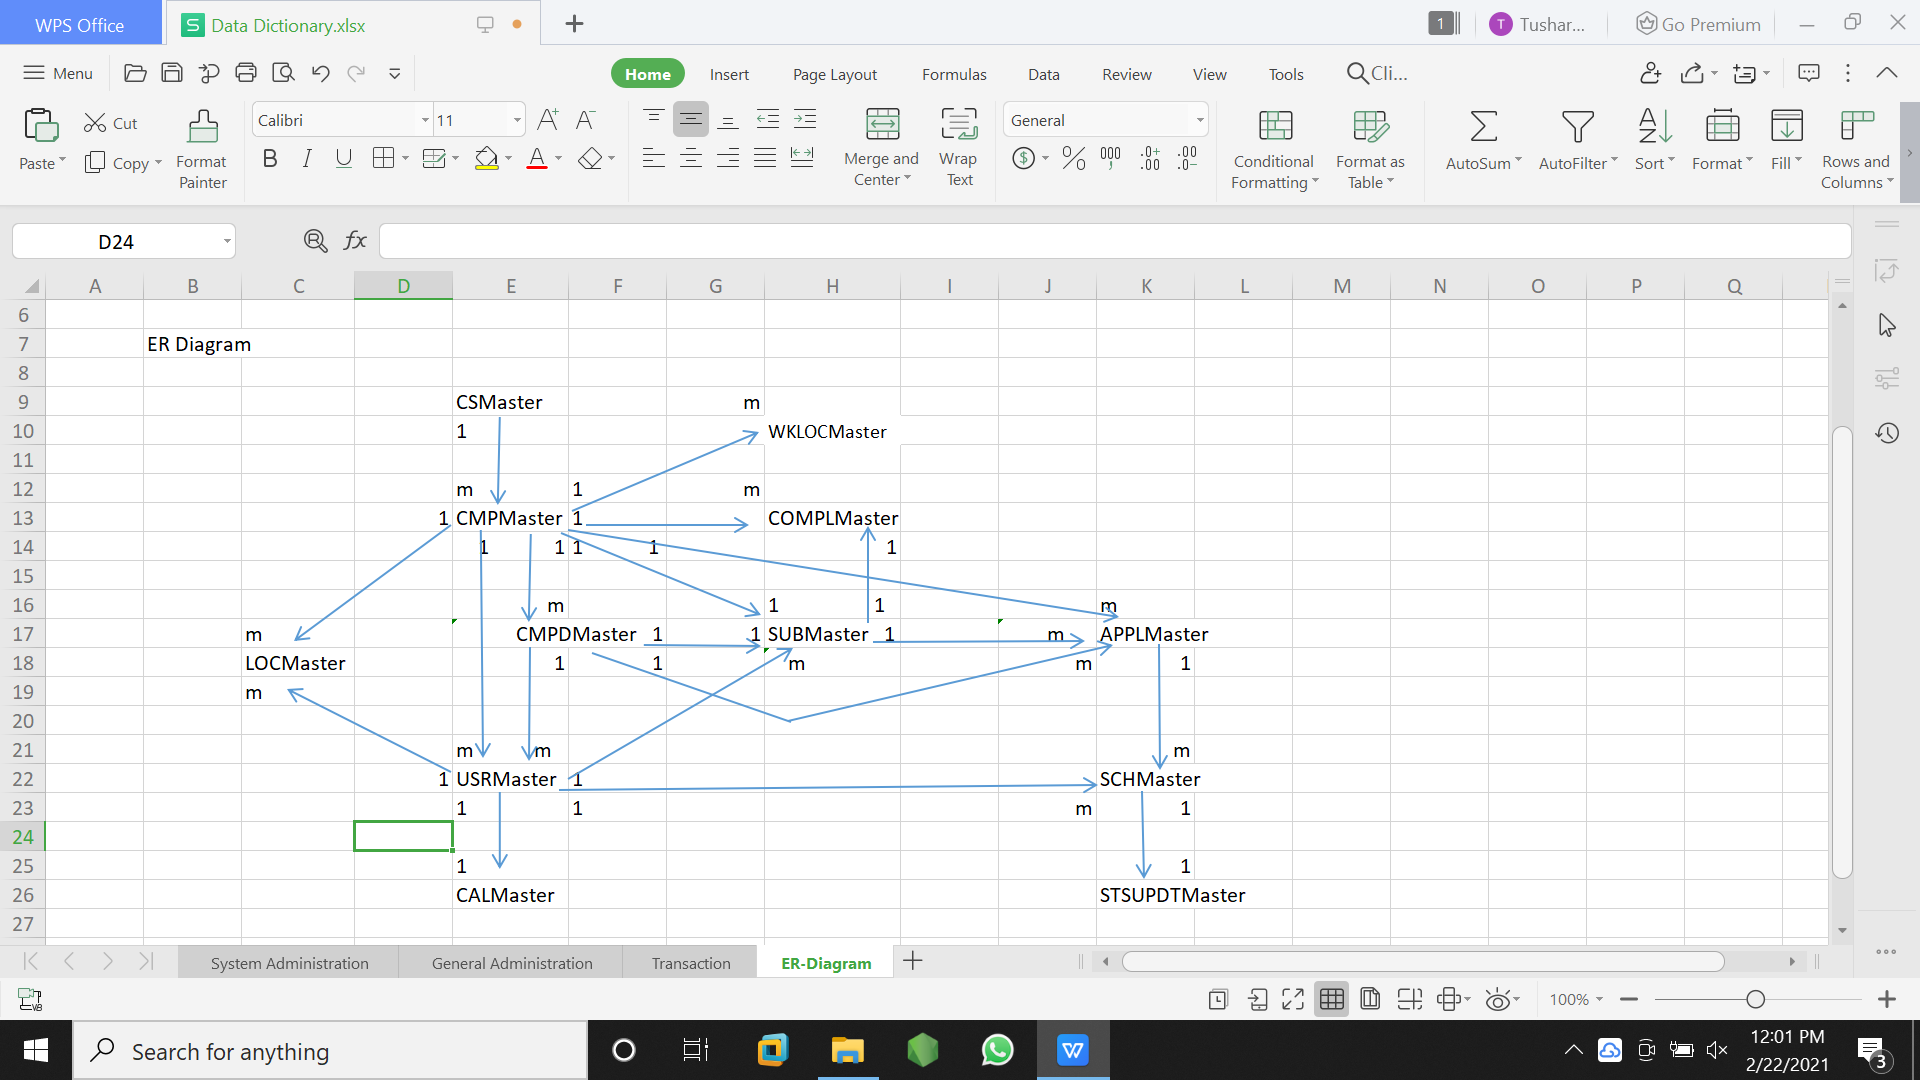 WPS Office
Data Dictionary.xlsx
1
T
Tushar...
Go Premium
Menu
Home
Insert
Page Layout
Formulas
Data
Review
View
Tools
Cli...
Paste
Cut
Copy
Format Painter
Calibri
11
Merge and Center
Wrap Text
General
Conditional Formatting
Format as Table
AutoSum
AutoFilter
Sort
Format
Fill
Rows and Columns
D24
fx
A B C D E F G H I J K L M N O P Q
6
7 ER Diagram
8
9 CSMaster m
10 1 WKLOCMaster
11
12 m 1 m
13 1 CMPMaster 1 COMPLMaster
14 1 1 1 1 1
15
16 m 1 1 m
17 m CMPDMaster 1 1 SUBMaster 1 m APPLMaster
18 LOCMaster 1 1 m m 1
19 m
20
21 m m m
22 1 USRMaster 1 SCHMaster
23 1 1 m 1
24
25 1 1
26 CALMaster STSUPDTMaster
27
System Administration
General Administration
Transaction
ER-Diagram
100%
Search for anything
12:01 PM
2/22/2021
3